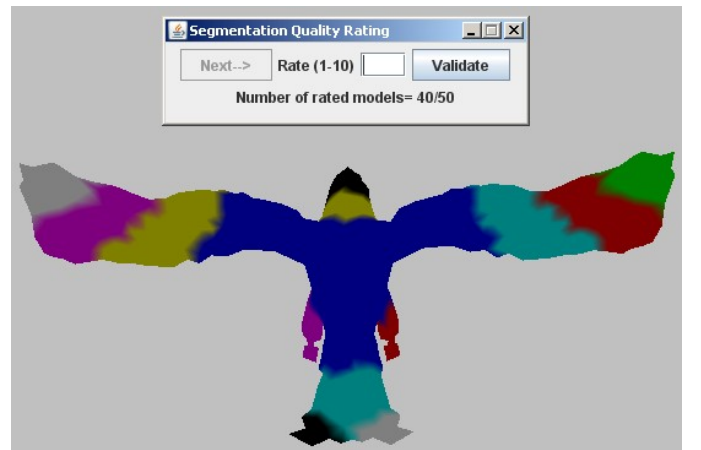 Segmentation Quality Rating
Next--> Rate (1-10) Validate
Number of rated models= 40/50